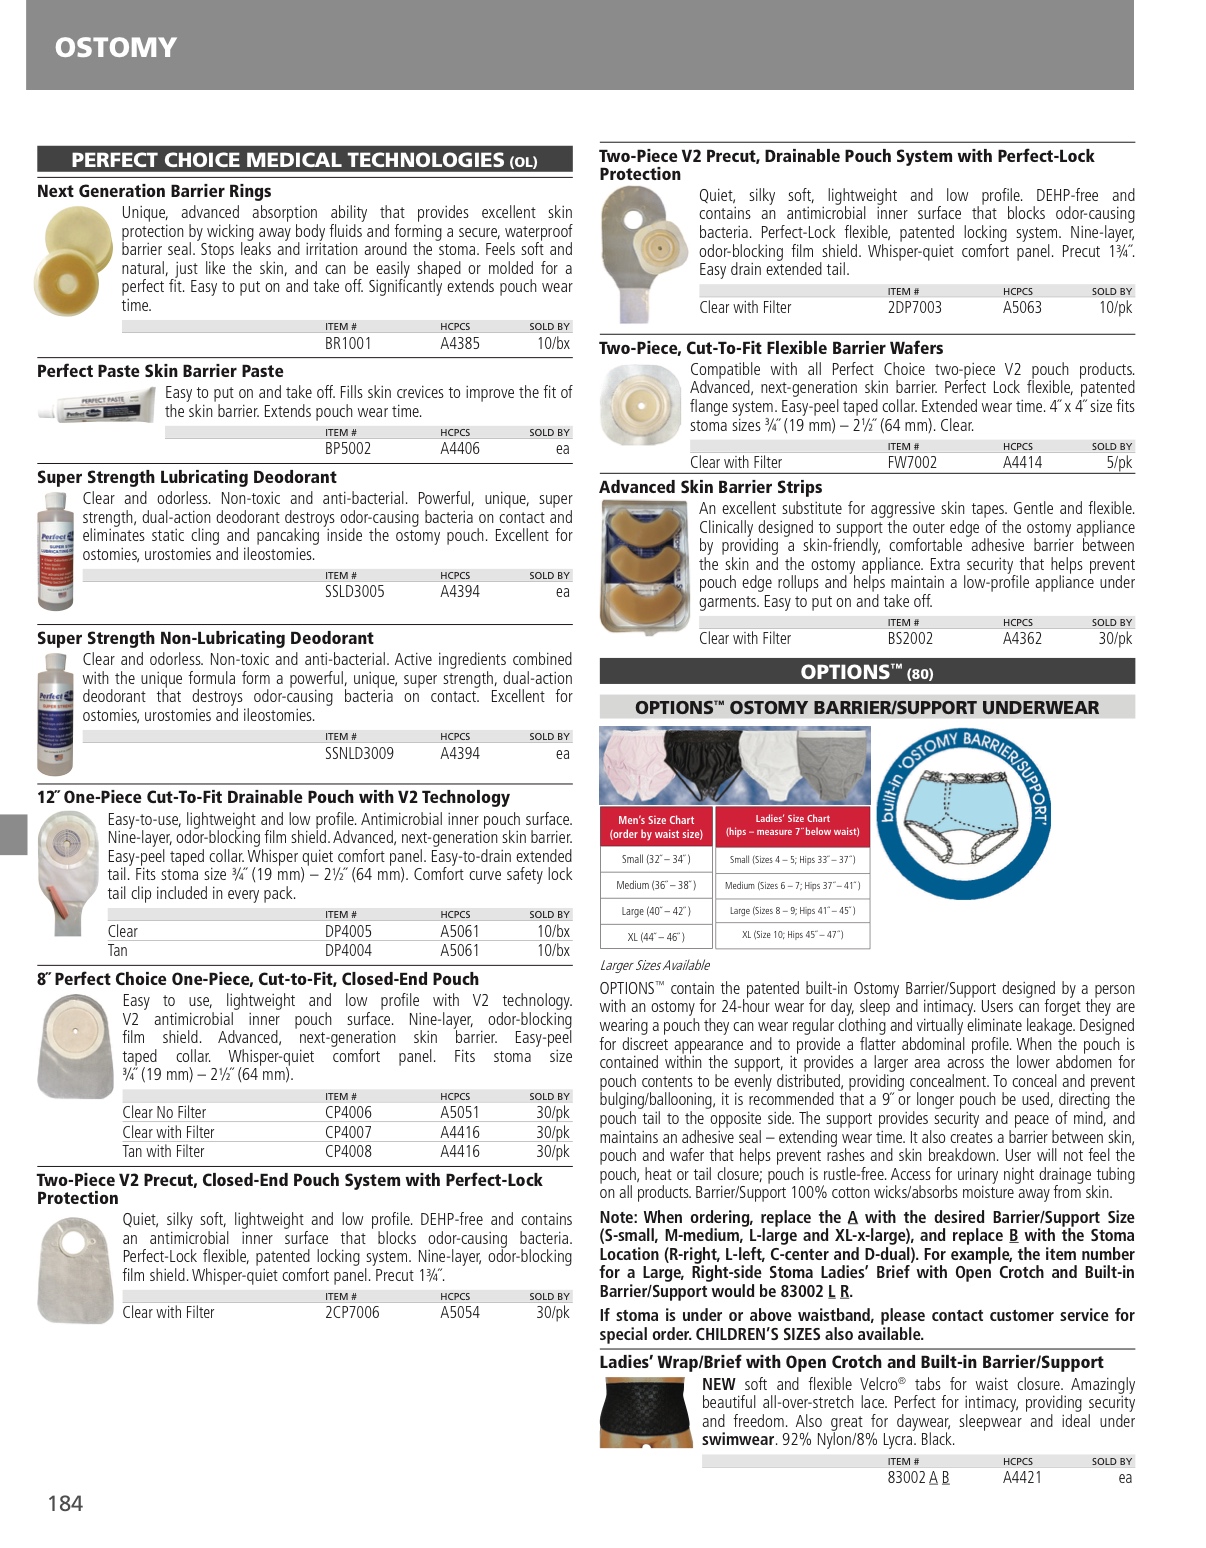 OSTOMY
PERFECT CHOICE MEDICAL TECHNOLOGIES (OL)
Next Generation Barrier Rings
Unique, advanced absorption ability that provides excellent skin
protection by wicking away body fluids and forming a secure, waterproof
barrier seal. Stops leaks and irritation around the stoma. Feels soft and
natural, just like the skin, and can be easily shaped or molded for a
perfect fit. Easy to put on and take off. Significantly extends pouch wear
time.
ITEM # HCPCS SOLD BY
BR1001 A4385 10/bx
Perfect Paste Skin Barrier Paste
PERFECT PASTE
Perfect
Easy to put on and take off. Fills skin crevices to improve the fit of
the skin barrier. Extends pouch wear time.
ITEM # HCPCS SOLD BY
BP5002 A4406 ea
Super Strength Lubricating Deodorant
Perfect
Clear and odorless. Non-toxic and anti-bacterial. Powerful, unique, super
strength, dual-action deodorant destroys odor-causing bacteria on contact and
eliminates static cling and pancaking inside the ostomy pouch. Excellent for
ostomies, urostomies and ileostomies.
ITEM # HCPCS SOLD BY
SSLD3005 A4394 ea
Super Strength Non-Lubricating Deodorant
Perfect
Clear and odorless. Non-toxic and anti-bacterial. Active ingredients combined
with the unique formula form a powerful, unique, super strength, dual-action
deodorant that destroys odor-causing bacteria on contact. Excellent for
ostomies, urostomies and ileostomies.
ITEM # HCPCS SOLD BY
SSNLD3009 A4394 ea
12˝ One-Piece Cut-To-Fit Drainable Pouch with V2 Technology
Easy-to-use, lightweight and low profile. Antimicrobial inner pouch surface.
Nine-layer, odor-blocking film shield. Advanced, next-generation skin barrier.
Easy-peel taped collar. Whisper quiet comfort panel. Easy-to-drain extended
tail. Fits stoma size ¾˝ (19 mm) – 2½˝ (64 mm). Comfort curve safety lock
tail clip included in every pack.
ITEM # HCPCS SOLD BY
Clear DP4005 A5061 10/bx
Tan DP4004 A5061 10/bx
8˝ Perfect Choice One-Piece, Cut-to-Fit, Closed-End Pouch
Easy to use, lightweight and low profile with V2 technology.
V2 antimicrobial inner pouch surface. Nine-layer, odor-blocking
film shield. Advanced, next-generation skin barrier. Easy-peel
taped collar. Whisper-quiet comfort panel. Fits stoma size
¾˝ (19 mm) – 2½˝ (64 mm).
ITEM # HCPCS SOLD BY
Clear No Filter CP4006 A5051 30/pk
Clear with Filter CP4007 A4416 30/pk
Tan with Filter CP4008 A4416 30/pk
Two-Piece V2 Precut, Closed-End Pouch System with Perfect-Lock
Protection
Quiet, silky soft, lightweight and low profile. DEHP-free and contains
an antimicrobial inner surface that blocks odor-causing bacteria.
Perfect-Lock flexible, patented locking system. Nine-layer, odor-blocking
film shield. Whisper-quiet comfort panel. Precut 1¾˝.
ITEM # HCPCS SOLD BY
Clear with Filter 2CP7006 A5054 30/pk
Two-Piece V2 Precut, Drainable Pouch System with Perfect-Lock
Protection
Quiet, silky soft, lightweight and low profile. DEHP-free and
contains an antimicrobial inner surface that blocks odor-causing
bacteria. Perfect-Lock flexible, patented locking system. Nine-layer,
odor-blocking film shield. Whisper-quiet comfort panel. Precut 1¾˝.
Easy drain extended tail.
ITEM # HCPCS SOLD BY
Clear with Filter 2DP7003 A5063 10/pk
Two-Piece, Cut-To-Fit Flexible Barrier Wafers
Compatible with all Perfect Choice two-piece V2 pouch products.
Advanced, next-generation skin barrier. Perfect Lock flexible, patented
flange system. Easy-peel taped collar. Extended wear time. 4˝ x 4˝ size fits
stoma sizes ¾˝ (19 mm) – 2½˝ (64 mm). Clear.
ITEM # HCPCS SOLD BY
Clear with Filter FW7002 A4414 5/pk
Advanced Skin Barrier Strips
An excellent substitute for aggressive skin tapes. Gentle and flexible.
Clinically designed to support the outer edge of the ostomy appliance
by providing a skin-friendly, comfortable adhesive barrier between
the skin and the ostomy appliance. Extra security that helps prevent
pouch edge rollups and helps maintain a low-profile appliance under
garments. Easy to put on and take off.
ITEM # HCPCS SOLD BY
Clear with Filter BS2002 A4362 30/pk
OPTIONS™ (80)
OPTIONS™ OSTOMY BARRIER/SUPPORT UNDERWEAR
Men's Size Chart
(order by waist size)
Small (32˝ – 34˝)
Medium (36˝ – 38˝)
Large (40˝ – 42˝)
XL (44˝ – 46˝)
Ladies' Size Chart
(hips – measure 7˝ below waist)
Small (Sizes 4 – 5; Hips 33˝ – 37˝)
Medium (Sizes 6 – 7; Hips 37˝ – 41˝)
Large (Sizes 8 – 9; Hips 41˝ – 45˝)
XL (Size 10; Hips 45˝ – 47˝)
built-in 'OSTOMY BARRIER/SUPPORT'
Larger Sizes Available
OPTIONS™ contain the patented built-in Ostomy Barrier/Support designed by a person
with an ostomy for 24-hour wear for day, sleep and intimacy. Users can forget they are
wearing a pouch they can wear regular clothing and virtually eliminate leakage. Designed
for discreet appearance and to provide a flatter abdominal profile. When the pouch is
contained within the support, it provides a larger area across the lower abdomen for
pouch contents to be evenly distributed, providing concealment. To conceal and prevent
bulging/ballooning, it is recommended that a 9˝ or longer pouch be used, directing the
pouch tail to the opposite side. The support provides security and peace of mind, and
maintains an adhesive seal – extending wear time. It also creates a barrier between skin,
pouch and wafer that helps prevent rashes and skin breakdown. User will not feel the
pouch, heat or tail closure; pouch is rustle-free. Access for urinary night drainage tubing
on all products. Barrier/Support 100% cotton wicks/absorbs moisture away from skin.
Note: When ordering, replace the A with the desired Barrier/Support Size
(S-small, M-medium, L-large and XL-x-large), and replace B with the Stoma
Location (R-right, L-left, C-center and D-dual). For example, the item number
for a Large, Right-side Stoma Ladies' Brief with Open Crotch and Built-in
Barrier/Support would be 83002 L R.
If stoma is under or above waistband, please contact customer service for
special order. CHILDREN'S SIZES also available.
Ladies' Wrap/Brief with Open Crotch and Built-in Barrier/Support
NEW soft and flexible Velcro® tabs for waist closure. Amazingly
beautiful all-over-stretch lace. Perfect for intimacy, providing security
and freedom. Also great for daywear, sleepwear and ideal under
swimwear. 92% Nylon/8% Lycra. Black.
ITEM # HCPCS SOLD BY
83002 A B A4421 ea
184